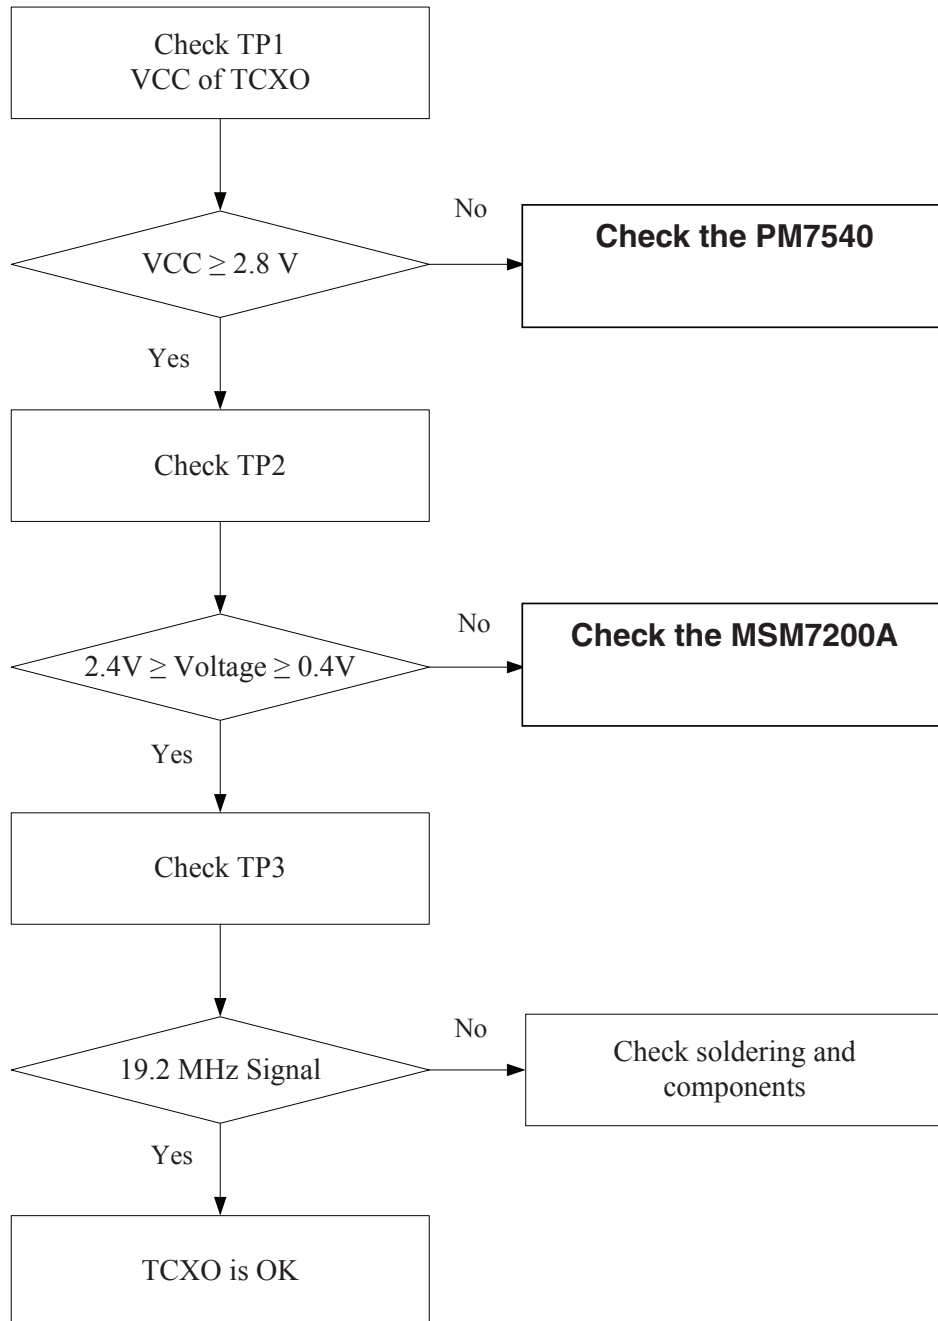 Check TP1
VCC of TCXO
No
Check the PM7540
VCC ≥ 2.8 V
Yes
Check TP2
No
Check the MSM7200A
2.4V ≥ Voltage ≥ 0.4V
Yes
Check TP3
No
19.2 MHz Signal
Check soldering and
components
Yes
TCXO is OK